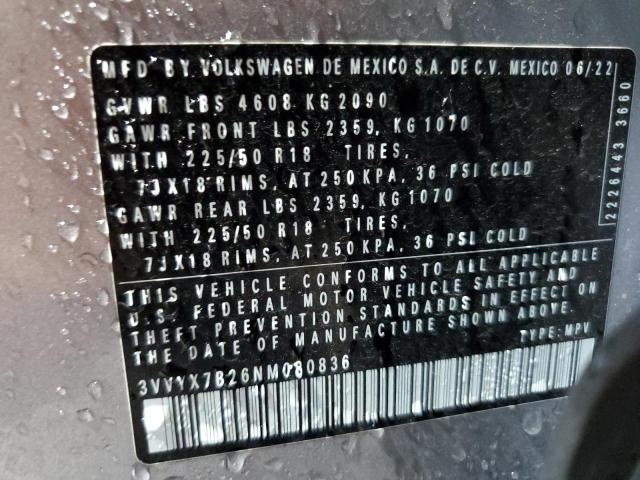 MFD BY VOLKSWAGEN DE MEXICO S.A. DE C.V. MEXICO 06/22
GVWR LBS 4608 KG 2090
GAWR FRONT LBS 2359, KG 1070
WITH 225/50 R18 TIRES,
7JX18 RIMS, AT 250 KPA, 36 PSI COLD
GAWR REAR LBS 2359, KG 1070
WITH 225/50 R18 TIRES,
7JX18 RIMS, AT 250 KPA, 36 PSI COLD
THIS VEHICLE CONFORMS TO ALL APPLICABLE
U.S. FEDERAL MOTOR VEHICLE SAFETY AND
THEFT PREVENTION STANDARDS IN EFFECT ON
THE DATE OF MANUFACTURE SHOWN ABOVE.
TYPE: MPV
3VVYX7B26NM080836
2226443 3660